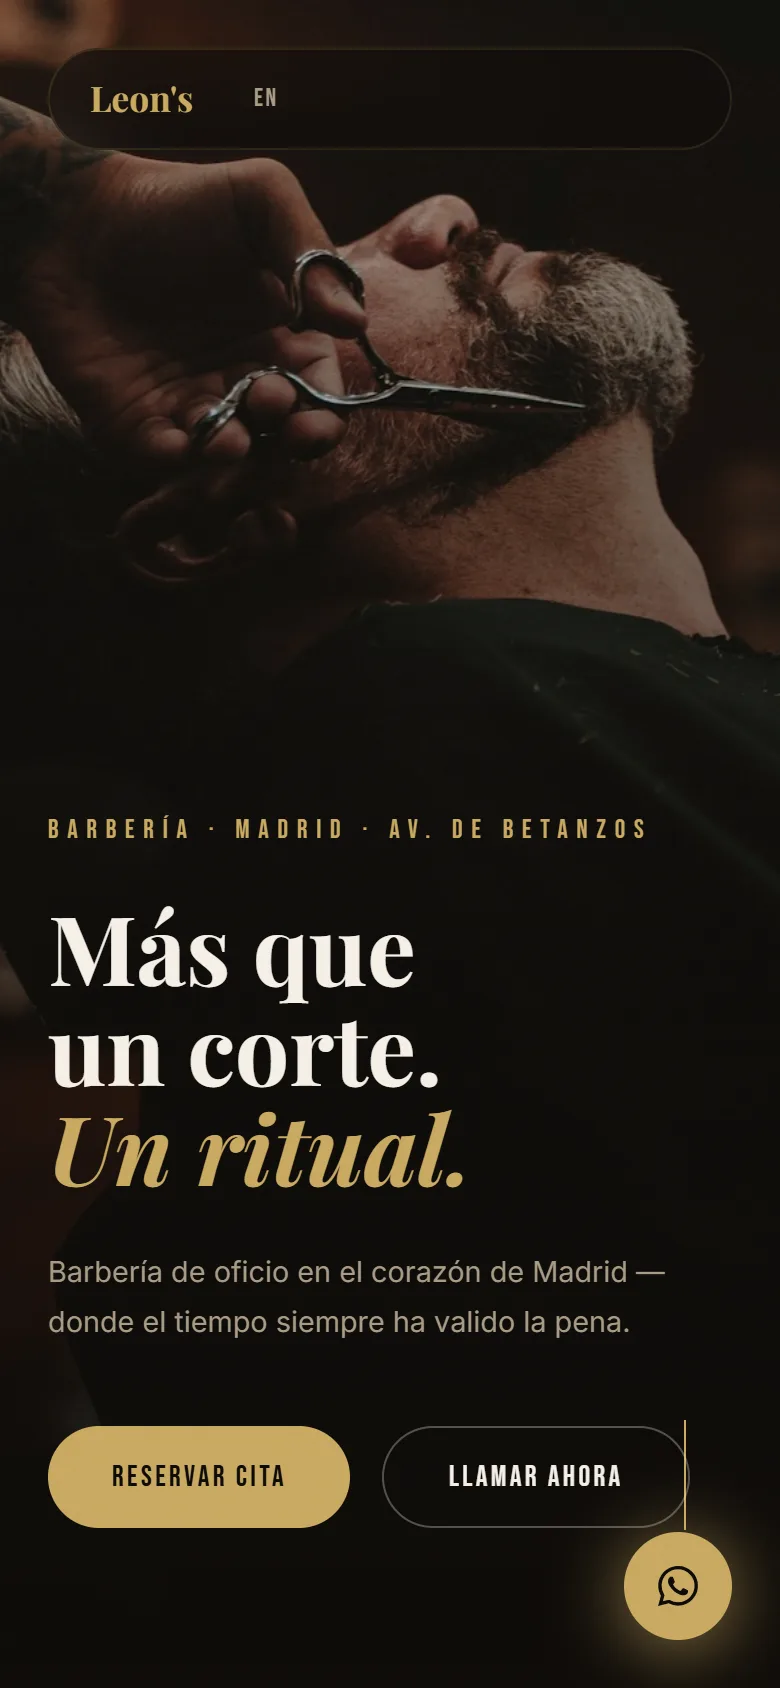 Leon's EN
BARBERÍA · MADRID · AV. DE BETANZOS
Más que
un corte.
Un ritual.
Barbería de oficio en el corazón de Madrid —
donde el tiempo siempre ha valido la pena.
RESERVAR CITA LLAMAR AHORA